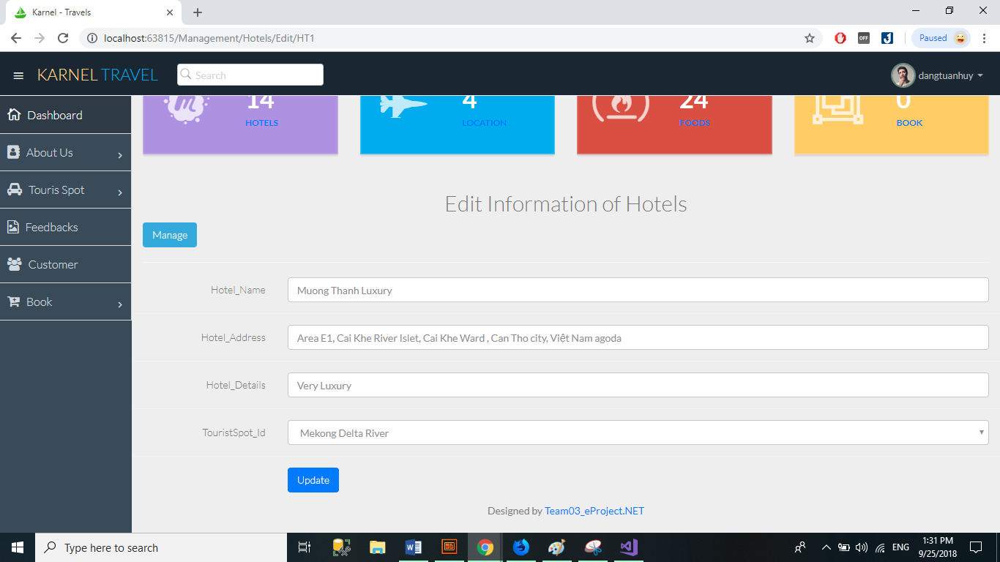 Karnel - Travels
localhost:63815/Management/Hotels/Edit/HT1
OFF
Paused
KARNEL TRAVEL
Search
dangtuanhuy
Dashboard
About Us
Touris Spot
Feedbacks
Customer
Book
14
HOTELS
4
LOCATION
24
FOODS
0
BOOK
Edit Information of Hotels
Manage
Hotel_Name
Muong Thanh Luxury
Hotel_Address
Area E1, Cai Khe River Islet, Cai Khe Ward , Can Tho city, Việt Nam agoda
Hotel_Details
Very Luxury
TouristSpot_Id
Mekong Delta River
Update
Designed by Team03_eProject.NET
Type here to search
ENG
1:31 PM
9/25/2018